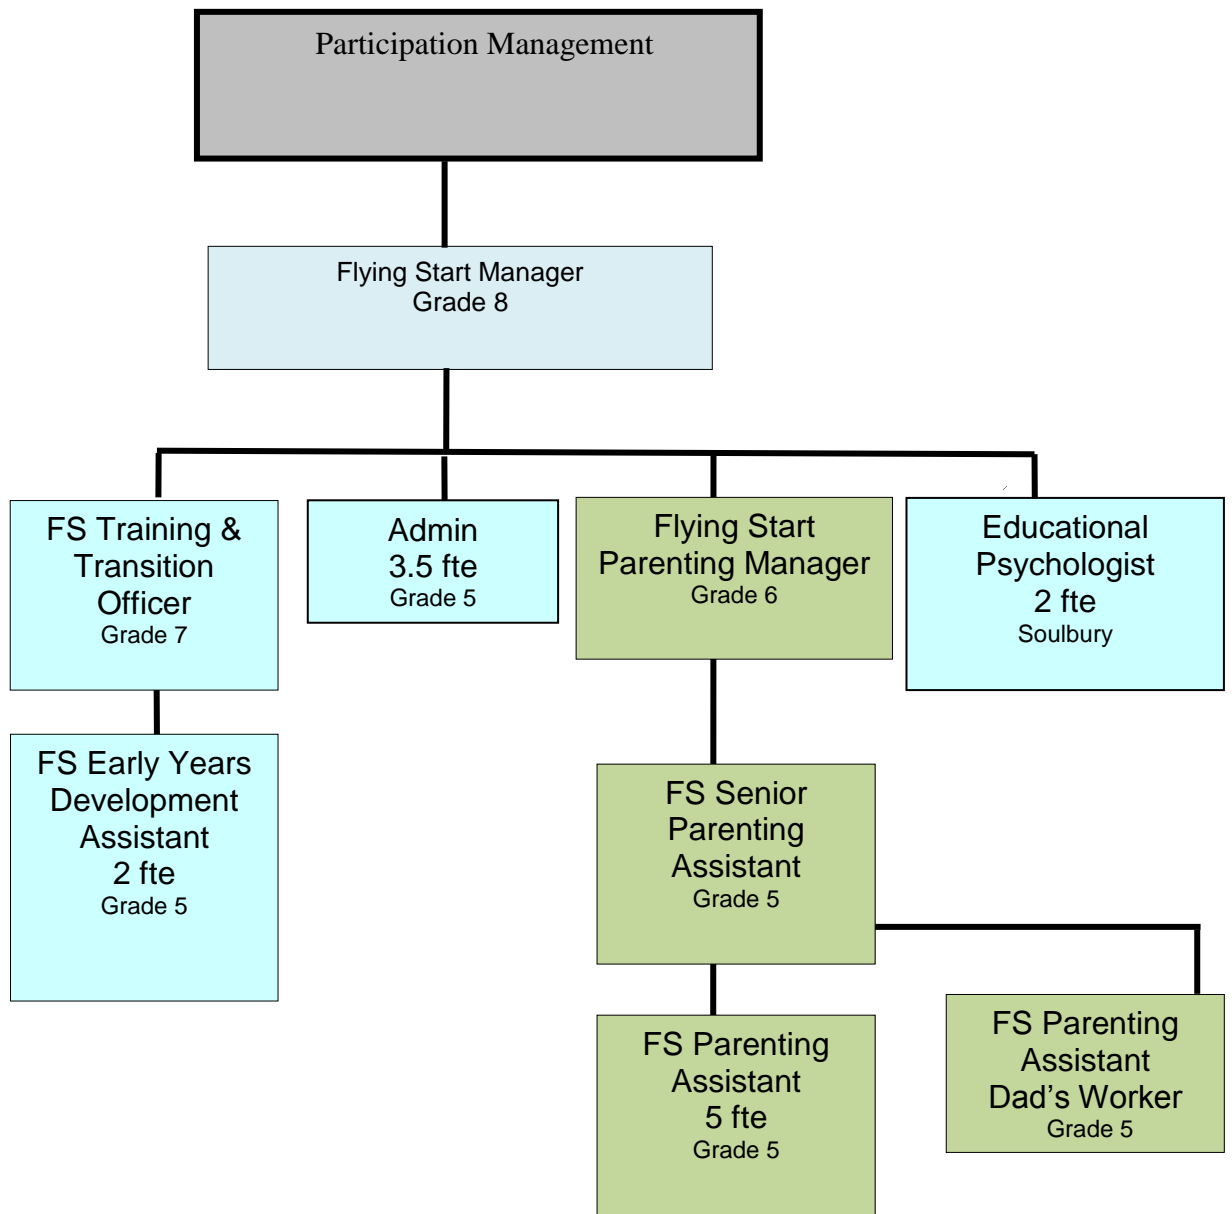 Participation Management
Flying Start Manager
Grade 8
FS Training &
Transition
Officer
Grade 7
Admin
3.5 fte
Grade 5
Flying Start
Parenting Manager
Grade 6
Educational
Psychologist
2 fte
Soulbury
FS Early Years
Development
Assistant
2 fte
Grade 5
FS Senior
Parenting
Assistant
Grade 5
FS Parenting
Assistant
5 fte
Grade 5
FS Parenting
Assistant
Dad’s Worker
Grade 5